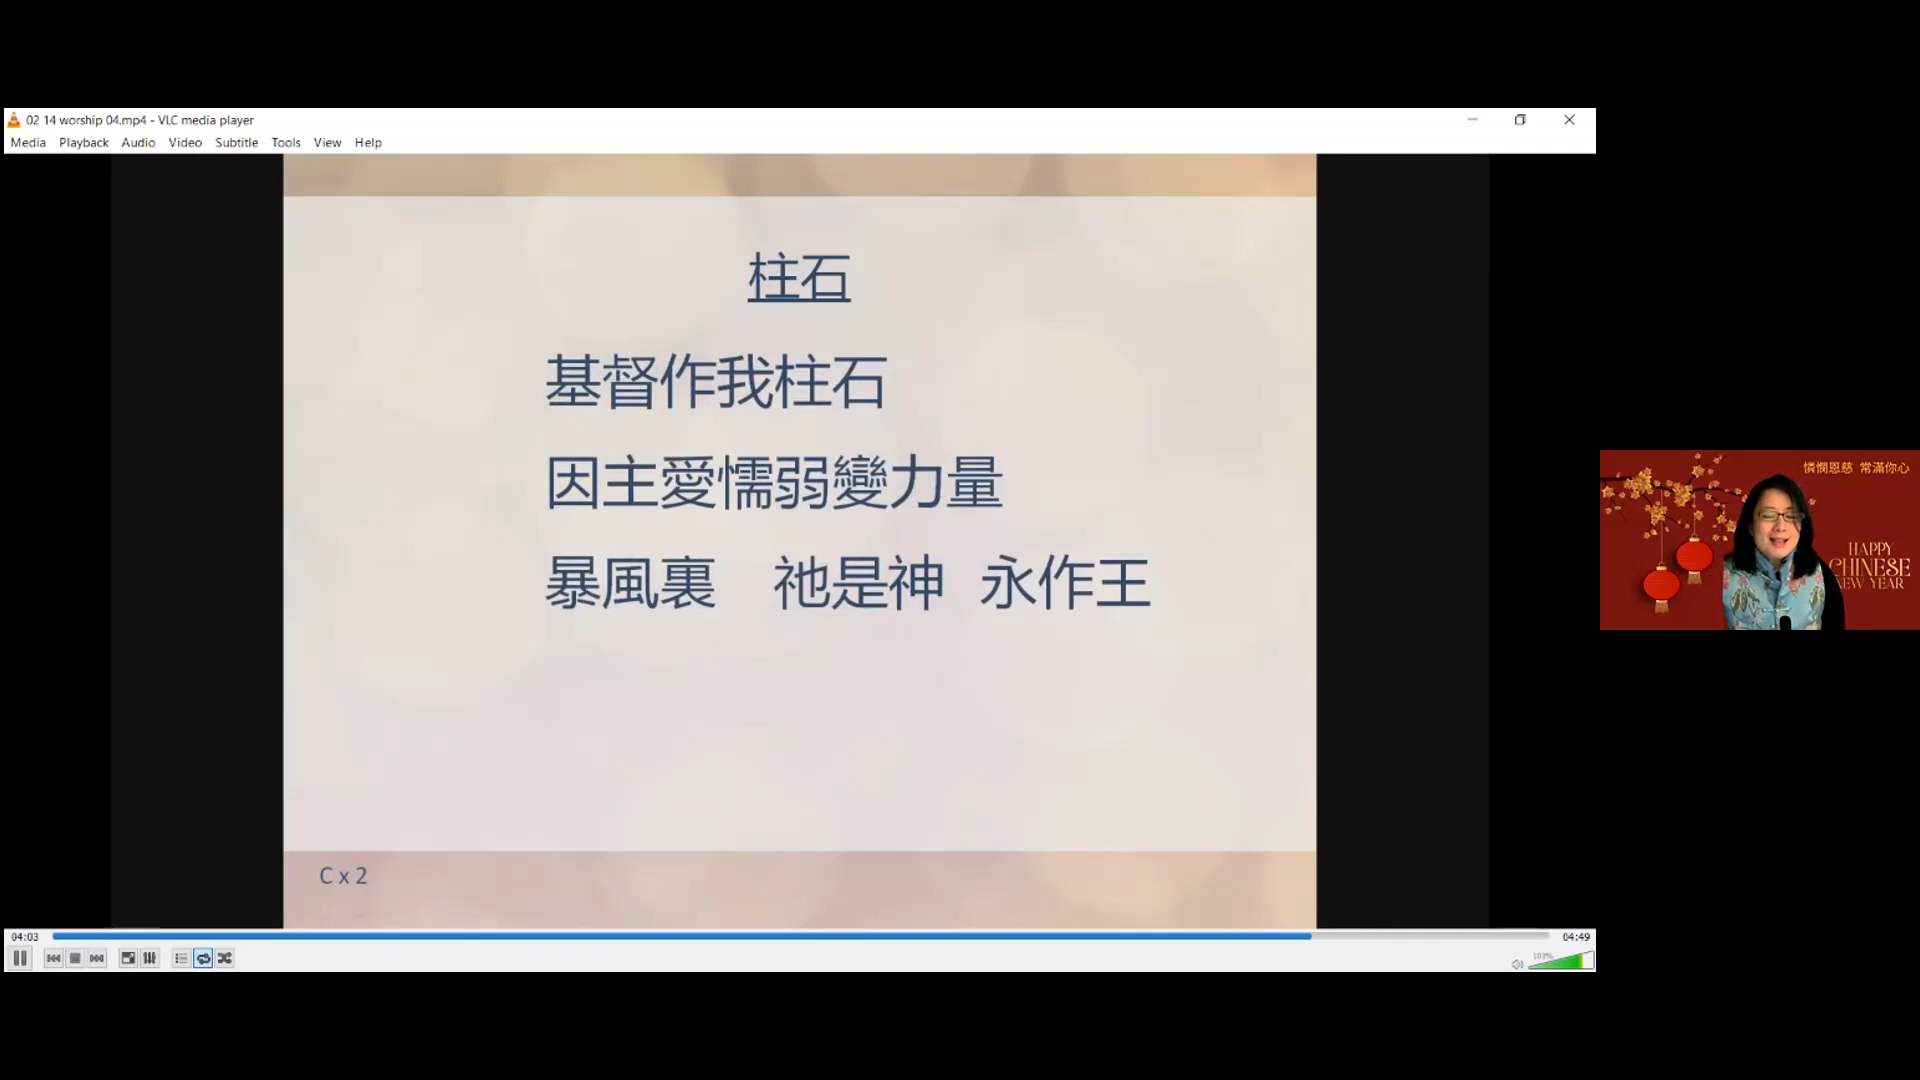 02 14 worship 04.mp4 - VLC media player
Media Playback Audio Video Subtitle Tools View Help
柱石
基督作我柱石
因主愛懦弱變力量
暴風裏 祂是神 永作王
C x 2
04:03
04:49
103%
憐憫恩慈 常滿你心
HAPPY
CHINESE
NEW YEAR